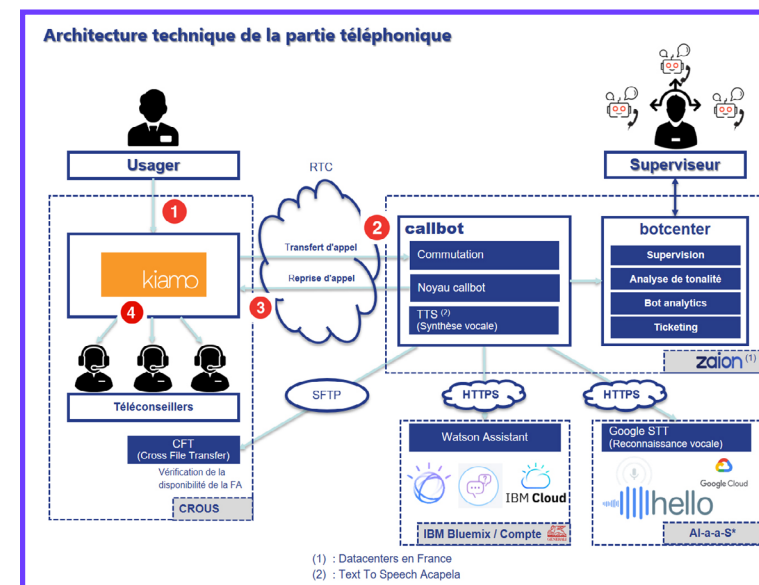 Architecture technique de la partie téléphonique
Usager
RTC
Superviseur
1
2
Transfert d'appel
Reprise d'appel
3
kiamo
4
callbot
Commutation
Noyau callbot
TTS (2)
(Synthèse vocale)
botcenter
Supervision
Analyse de tonalité
Bot analytics
Ticketing
zaion (1)
Téléconseillers
SFTP
HTTPS
HTTPS
CFT
(Cross File Transfer)
Vérification de la
disponibilité de la FA
CROUS
Watson Assistant
IBM Cloud
IBM Bluemix / Compte
Google STT
(Reconnaissance vocale)
Google Cloud
hello
AI-a-a-S*
(1) : Datacenters en France
(2) : Text To Speech Acapela